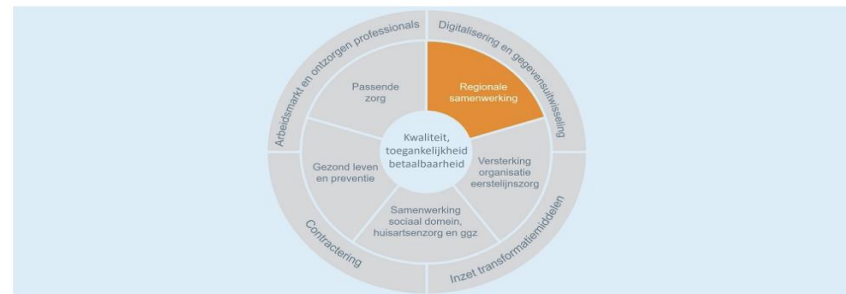 Arbeidsmarkt en ontzorgen professionals
Digitalisering en gegevensuitwisseling
Passende
zorg
Regionale
samenwerking
Kwaliteit,
toegankelijkheid
betaalbaarheid
Gezond leven
en preventie
Versterking
organisatie
eerstelijnszorg
Samenwerking
sociaal domein,
huisartsenzorg en ggz
Contractering
Inzet transformatiemiddelen